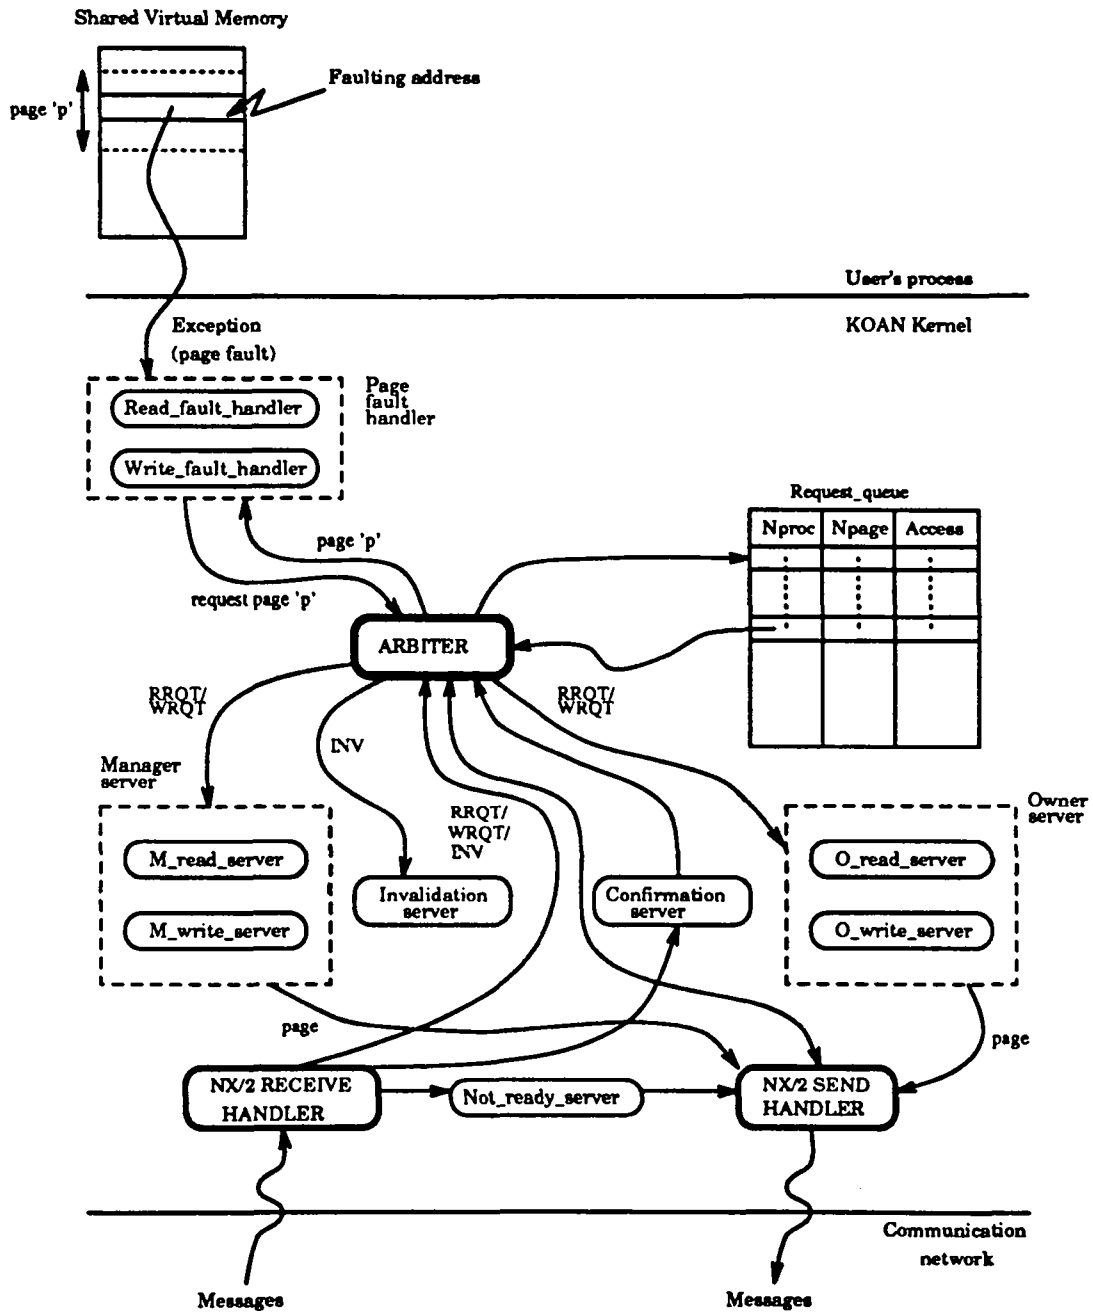 Shared Virtual Memory
Faulting address
page 'p'
User's process
KOAN Kernel
Exception
(page fault)
Page
fault
handler
Read_fault_handler
Write_fault_handler
Request_queue
Nproc
Npage
Access
page 'p'
request page 'p'
ARBITER
RRQT/
WRQT
RRQT/
WRQT
INV
Manager
server
RRQT/
WRQT/
INV
Owner
server
M_read_server
O_read_server
Invalidation
server
Confirmation
server
M_write_server
O_write_server
page
page
NX/2 RECEIVE
HANDLER
Not_ready_server
NX/2 SEND
HANDLER
Communication
network
Messages
Messages